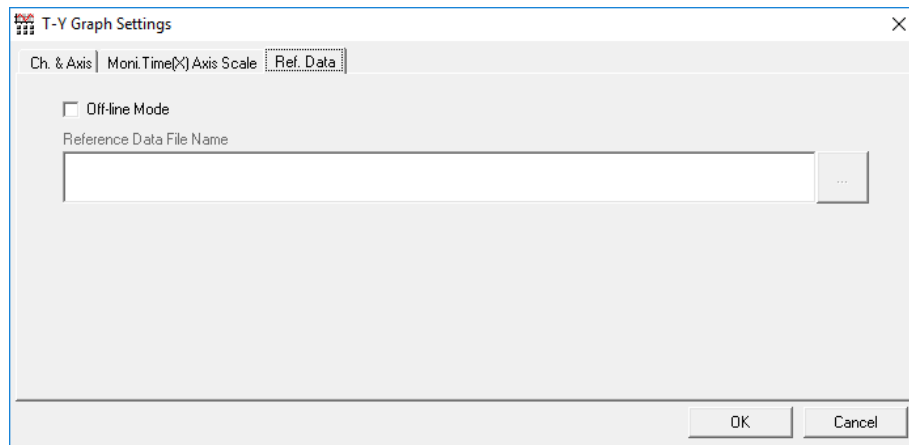 T-Y Graph Settings
Ch. & Axis Moni.Time(X) Axis Scale Ref. Data
Off-line Mode
Reference Data File Name
...
OK Cancel